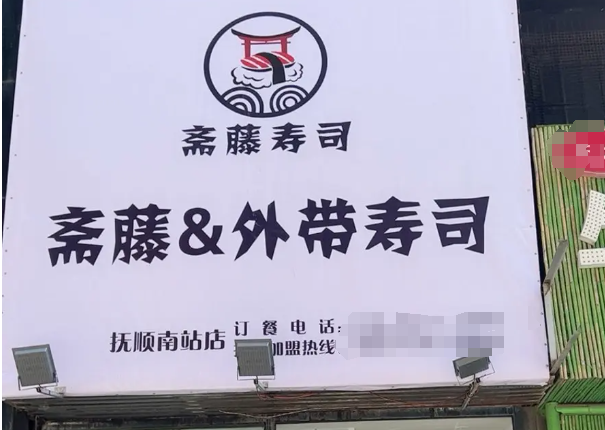 斋藤寿司
斋藤&外带寿司
抚顺南站店
订餐电话:
加盟热线